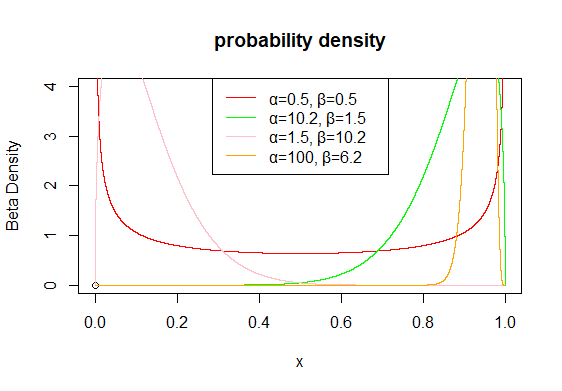 probability density
Beta Density
4
3
2
1
0
α=0.5, β=0.5
α=10.2, β=1.5
α=1.5, β=10.2
α=100, β=6.2
0.0 0.2 0.4 0.6 0.8 1.0
x